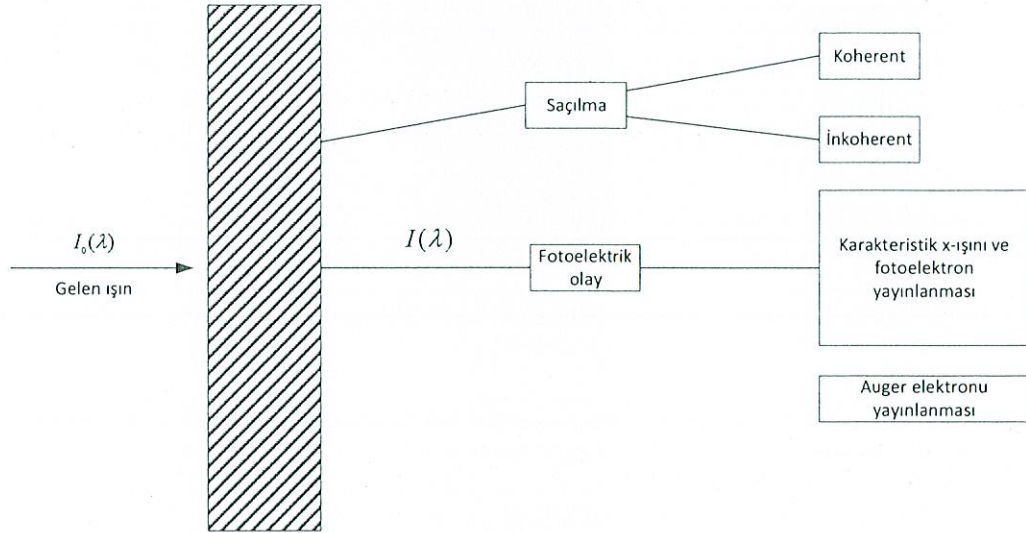 Koherent
Saçılma
İnkoherent
I₀(λ)
Gelen ışın
I(λ)
Fotoelektrik
olay
Karakteristik x-ışını ve
fotoelektron
yayınlanması
Auger elektronu
yayınlanması